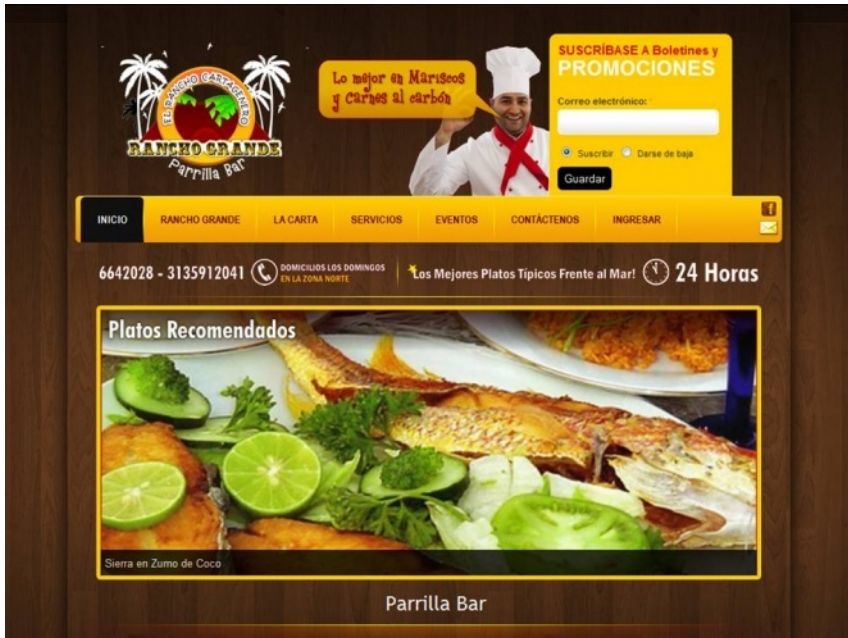 EL RANCHO CARTAGENERO
RANCHO GRANDE
Parrilla Bar
Lo mejor en Mariscos
y Carnes al carbón
SUSCRÍBASE A Boletines y
PROMOCIONES
Correo electrónico: *
Suscribir Darse de baja
Guardar
INICIO RANCHO GRANDE LA CARTA SERVICIOS EVENTOS CONTÁCTENOS INGRESAR
f
6642028 - 3135912041 DOMICILIOS LOS DOMINGOS
EN LA ZONA NORTE
Los Mejores Platos Típicos Frente al Mar! 24 Horas
Platos Recomendados
Sierra en Zumo de Coco
Parrilla Bar